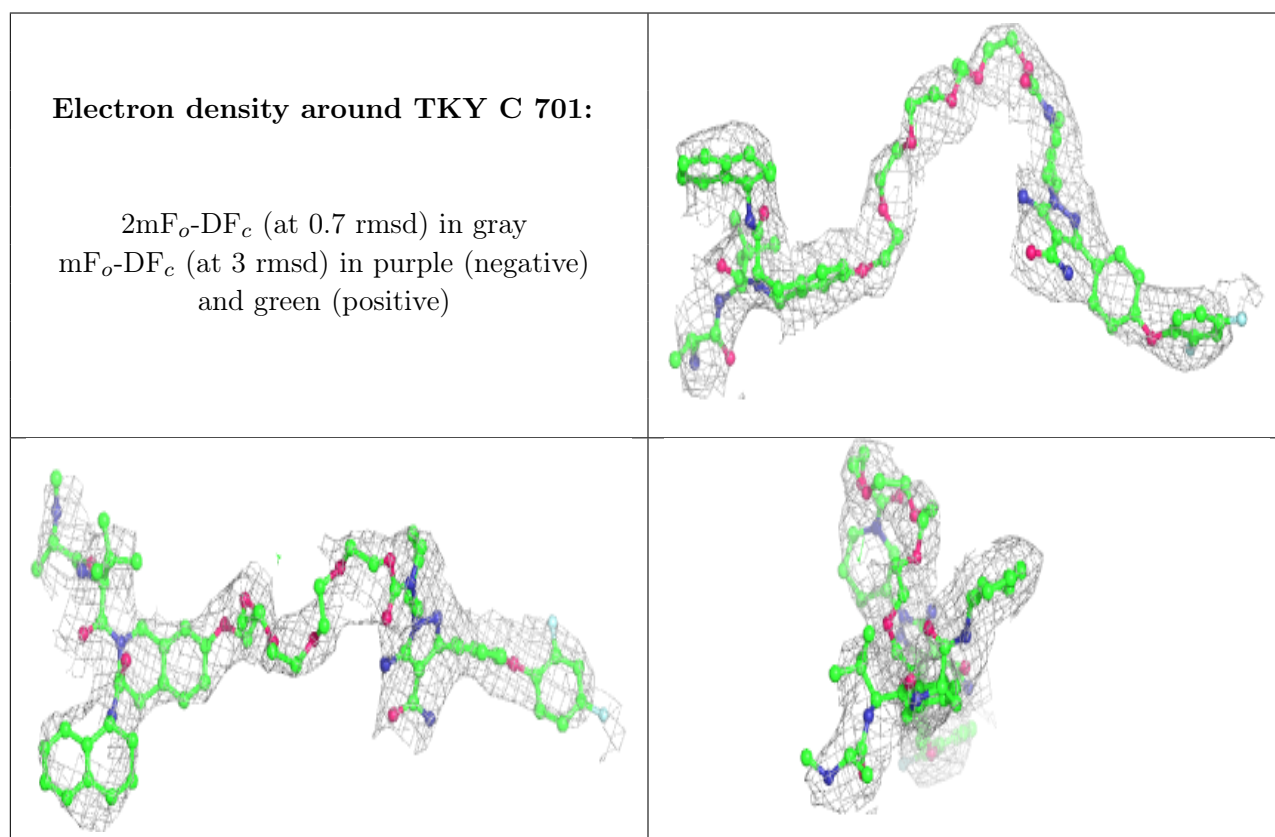 Electron density around TKY C 701:
2mFo-DFc (at 0.7 rmsd) in gray
mFo-DFc (at 3 rmsd) in purple (negative)
and green (positive)